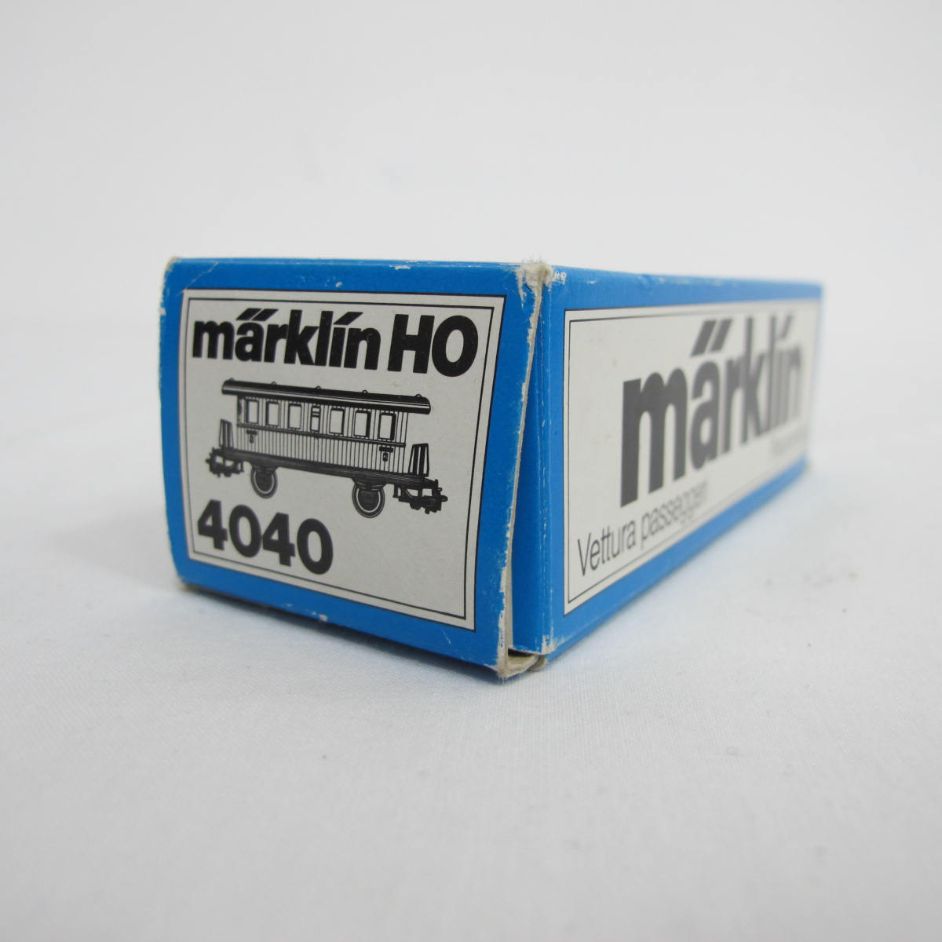 märklin HO
4040
märklin
Vettura passeggeri